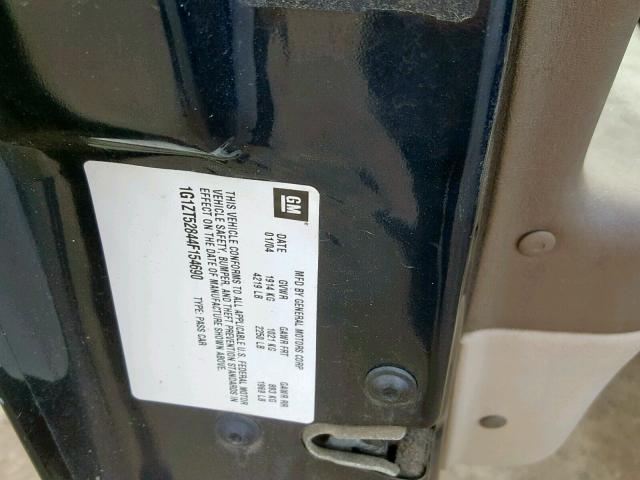 GM
MFD BY GENERAL MOTORS CORP
DATE GVWR GAWR FRT GAWR RR
01/04 1914 KG 1021 KG 893 KG
4219 LB 2250 LB 1968 LB
THIS VEHICLE CONFORMS TO ALL APPLICABLE U.S. FEDERAL MOTOR
VEHICLE SAFETY, BUMPER, AND THEFT PREVENTION STANDARDS IN
EFFECT ON THE DATE OF MANUFACTURE SHOWN ABOVE.
1G1ZT52844F154690 TYPE: PASS CAR